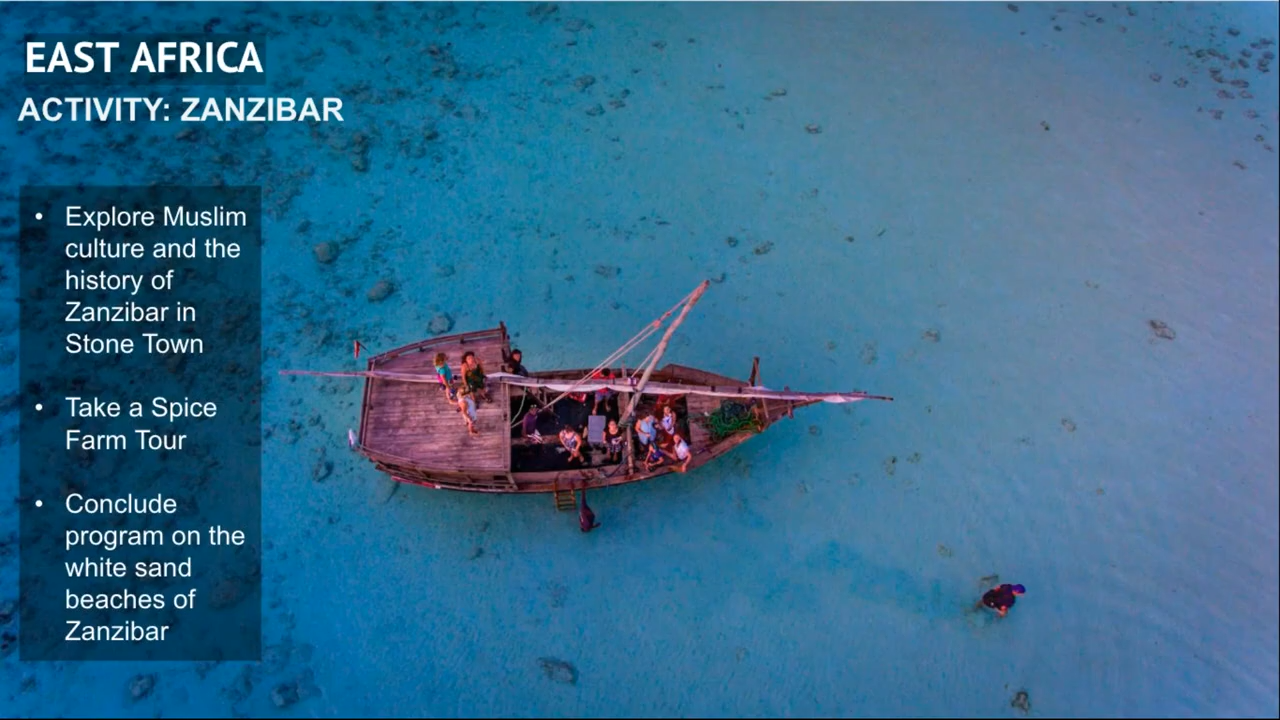 EAST AFRICA
ACTIVITY: ZANZIBAR
• Explore Muslim
culture and the
history of
Zanzibar in
Stone Town
• Take a Spice
Farm Tour
• Conclude
program on the
white sand
beaches of
Zanzibar